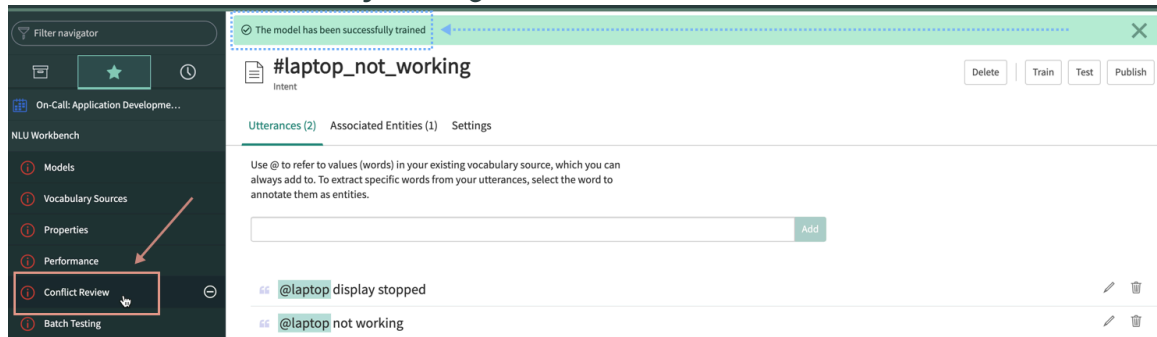 Filter navigator
The model has been successfully trained
#laptop_not_working
Intent
Delete
Train
Test
Publish
On-Call: Application Developme...
NLU Workbench
Models
Vocabulary Sources
Properties
Performance
Conflict Review
Batch Testing
Utterances (2)
Associated Entities (1)
Settings
Use @ to refer to values (words) in your existing vocabulary source, which you can
always add to. To extract specific words from your utterances, select the word to
annotate them as entities.
Add
@laptop display stopped
@laptop not working